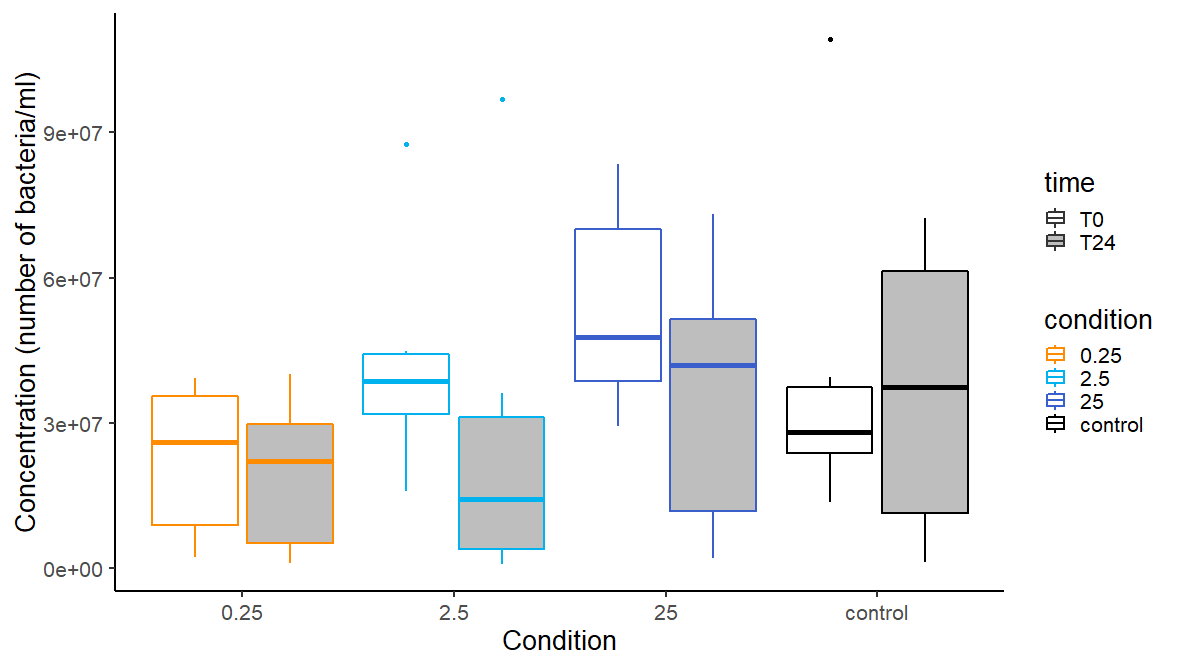 Concentration (number of bacteria/ml)
9e+07
6e+07
3e+07
0e+00
0.25
2.5
25
control
Condition
time
T0
T24
condition
0.25
2.5
25
control